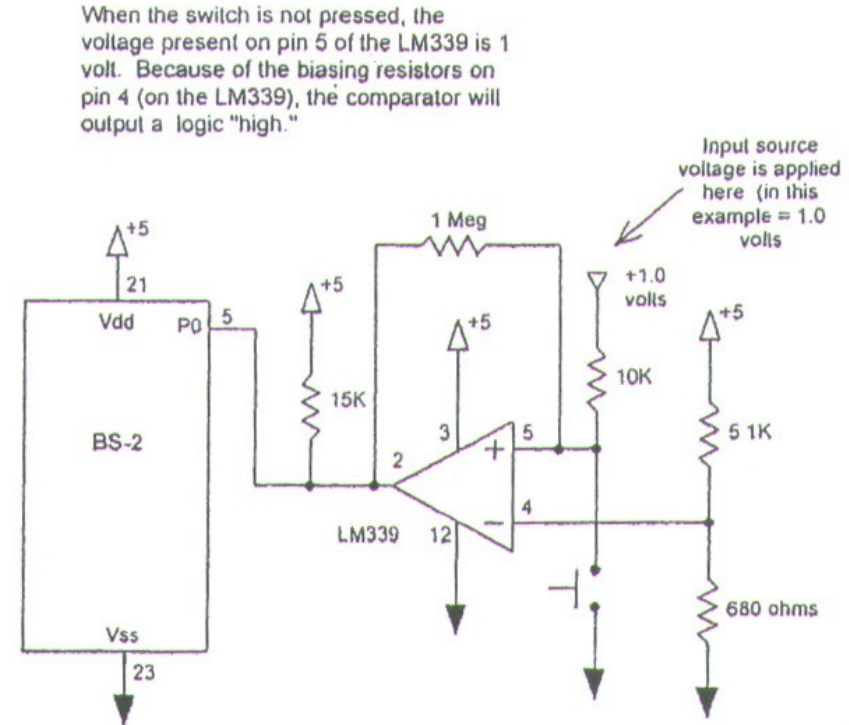 When the switch is not pressed, the
voltage present on pin 5 of the LM339 is 1
volt. Because of the biasing resistors on
pin 4 (on the LM339), the comparator will
output a logic "high."
Input source
voltage is applied
here (in this
example = 1.0
volts
1 Meg
+5
+5
+1.0
volts
+5
21
Vdd
P0
5
+5
15K
10K
5 1K
3
5
+
2
BS-2
4
−
LM339
12
680 ohms
Vss
23